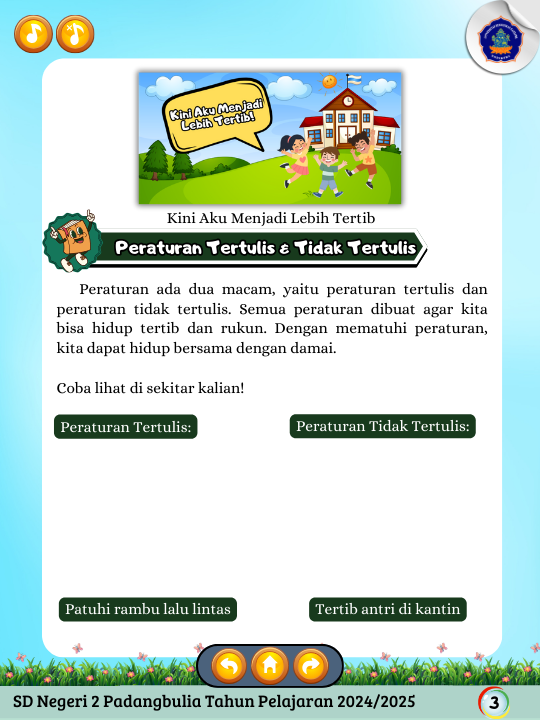 Kini Aku Menjadi
Lebih Tertib!
Kini Aku Menjadi Lebih Tertib
Peraturan Tertulis & Tidak Tertulis
Peraturan ada dua macam, yaitu peraturan tertulis dan
peraturan tidak tertulis. Semua peraturan dibuat agar kita
bisa hidup tertib dan rukun. Dengan mematuhi peraturan,
kita dapat hidup bersama dengan damai.
Coba lihat di sekitar kalian!
Peraturan Tertulis:
Peraturan Tidak Tertulis:
Patuhi rambu lalu lintas
Tertib antri di kantin
SD Negeri 2 Padangbulia Tahun Pelajaran 2024/2025
3